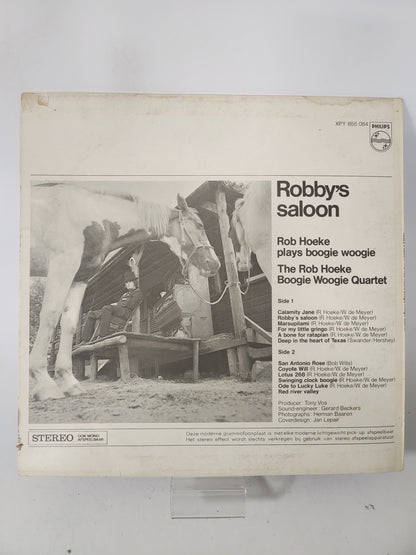 XPY 855 084
PHILIPS
Robby's
saloon
Rob Hoeke
plays boogie woogie
The Rob Hoeke
Boogie Woogie Quartet
Side 1
Calamity Jane (R. Hoeke/W. de Meyer)
Robby's saloon (R. Hoeke/W. de Meyer)
Marsupilami (R. Hoeke/W. de Meyer)
For my little gringo (R. Hoeke/W. de Meyer)
A bone for rataplan (R. Hoeke/W. de Meyer)
Deep in the heart of Texas (Swander/Hershey)
Side 2
San Antonio Rose (Bob Wills)
Coyote Will (R. Hoeke/W. de Meyer)
Lotus 268 (R. Hoeke/W. de Meyer)
Swinging clock boogie (R. Hoeke/W. de Meyer)
Ode to Lucky Luke (R. Hoeke/W. de Meyer)
Red river valley
Producer: Tony Vos
Sound-engineer: Gerard Beckers
Photographs: Herman Baaren
Coverdesign: Jan Lepair
STEREO OOK MONO
AFSPEELBAAR
Deze moderne grammofoonplaat is met elke moderne lichtgewicht pick-up afspeelbaar.
Het stereo effect wordt slechts verkregen bij gebruik van stereo afspeelapparatuur.